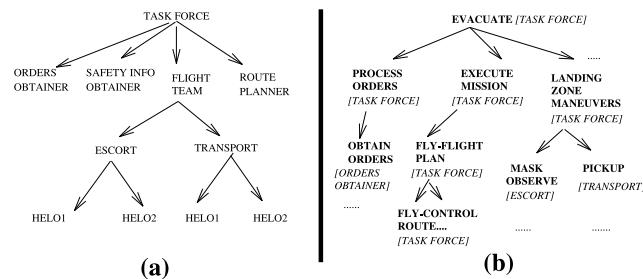 TASK FORCE
ORDERS
OBTAINER
SAFETY INFO
OBTAINER
FLIGHT
TEAM
ROUTE
PLANNER
ESCORT
TRANSPORT
HELO1
HELO2
HELO1
HELO2
(a)
EVACUATE [TASK FORCE]
.....
PROCESS
ORDERS
[TASK FORCE]
EXECUTE
MISSION
[TASK FORCE]
LANDING
ZONE
MANEUVERS
[TASK FORCE]
OBTAIN
ORDERS
[ORDERS
OBTAINER]
......
FLY-FLIGHT
PLAN
[TASK FORCE]
MASK
OBSERVE
[ESCORT]
......
PICKUP
[TRANSPORT]
......
FLY-CONTROL
ROUTE....
[TASK FORCE]
(b)